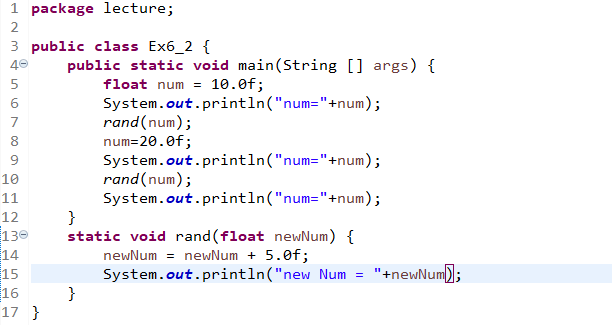 1 package lecture;
2
3 public class Ex6_2 {
4 public static void main(String [] args) {
5 float num = 10.0f;
6 System.out.println("num="+num);
7 rand(num);
8 num=20.0f;
9 System.out.println("num="+num);
10 rand(num);
11 System.out.println("num="+num);
12 }
13 static void rand(float newNum) {
14 newNum = newNum + 5.0f;
15 System.out.println("new Num = "+newNum);
16 }
17 }